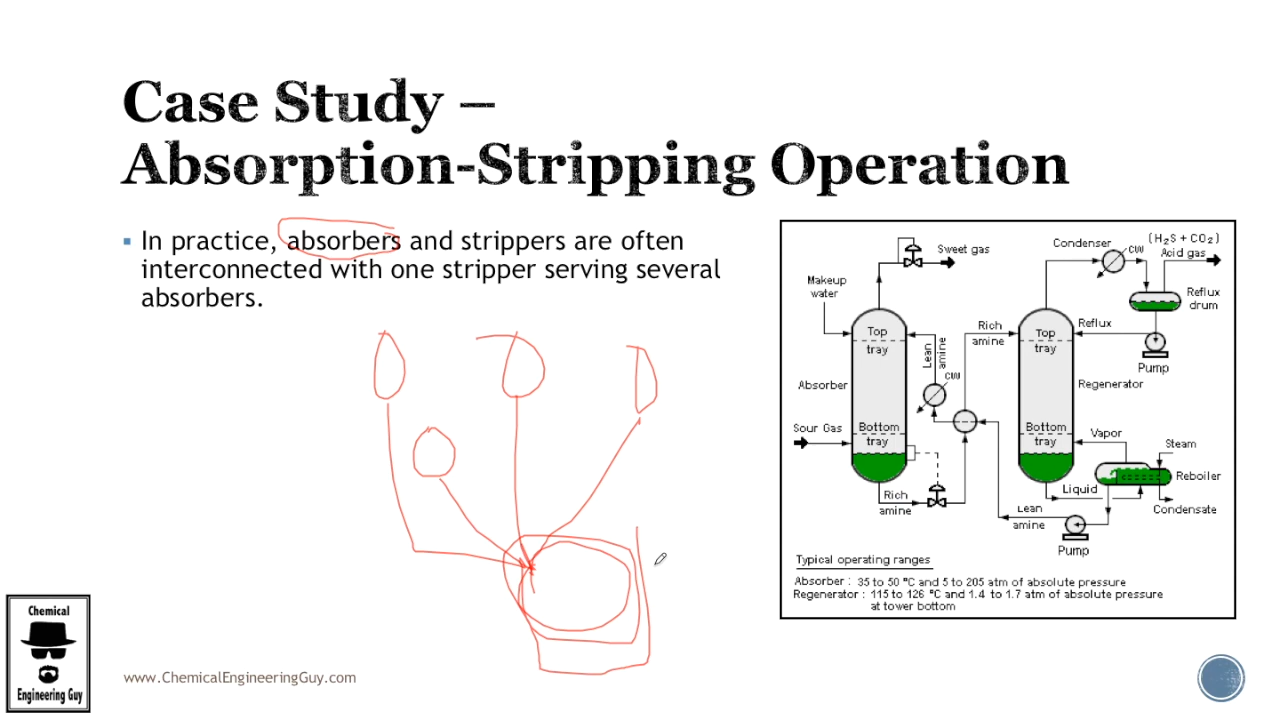 Case Study –
Absorption-Stripping Operation
▪ In practice, absorbers and strippers are often
interconnected with one stripper serving several
absorbers.
Sweet gas
Makeup
water
Top
tray
Lean
amine
CW
Absorber
Sour Gas
Bottom
tray
Rich
amine
Condenser
CW
(H₂S + CO₂)
Acid gas
Reflux
drum
Rich
amine
Reflux
Top
tray
Pump
Regenerator
Bottom
tray
Vapor
Steam
Reboiler
Liquid
Condensate
Lean
amine
Pump
Typical operating ranges
Absorber : 35 to 50 °C and 5 to 205 atm of absolute pressure
Regenerator : 115 to 126 °C and 1.4 to 1.7 atm of absolute pressure
at tower bottom
Chemical
Engineering Guy
www.ChemicalEngineeringGuy.com